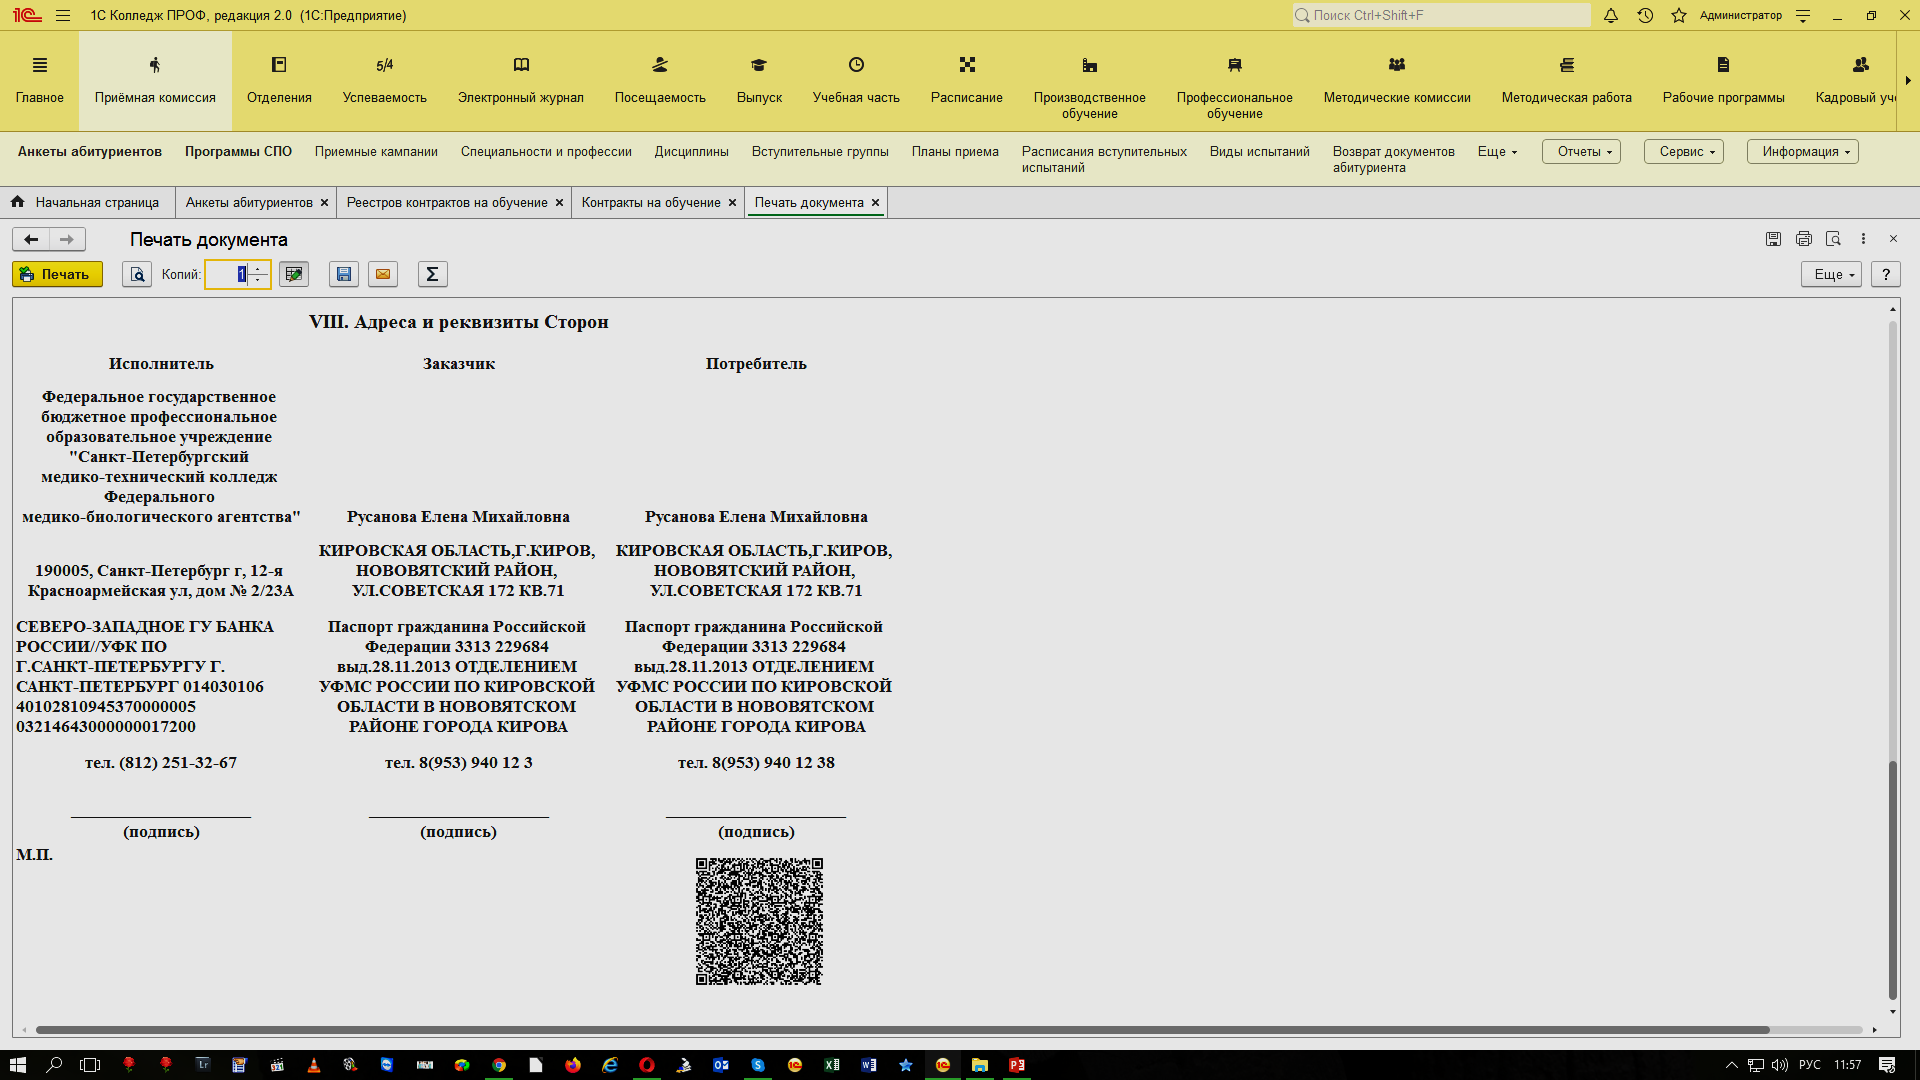 1С Колледж ПРОФ, редакция 2.0 (1С:Предприятие)
Поиск Ctrl+Shift+F
Администратор
Главное
Приёмная комиссия
Отделения
5/4
Успеваемость
Электронный журнал
Посещаемость
Выпуск
Учебная часть
Расписание
Производственное
обучение
Профессиональное
обучение
Методические комиссии
Методическая работа
Рабочие программы
Кадровый уч
Анкеты абитуриентов
Программы СПО
Приемные кампании
Специальности и профессии
Дисциплины
Вступительные группы
Планы приема
Расписания вступительных
испытаний
Виды испытаний
Возврат документов
абитуриента
Еще
Отчеты
Сервис
Информация
Начальная страница
Анкеты абитуриентов
Реестров контрактов на обучение
Контракты на обучение
Печать документа
Печать документа
Печать
Копий:
1
Σ
Еще
?
VIII. Адреса и реквизиты Сторон
Исполнитель
Заказчик
Потребитель
Федеральное государственное
бюджетное профессиональное
образовательное учреждение
"Санкт-Петербургский
медико-технический колледж
Федерального
медико-биологического агентства"
Русанова Елена Михайловна
Русанова Елена Михайловна
190005, Санкт-Петербург г, 12-я
Красноармейская ул, дом № 2/23А
КИРОВСКАЯ ОБЛАСТЬ,Г.КИРОВ,
НОВОВЯТСКИЙ РАЙОН,
УЛ.СОВЕТСКАЯ 172 КВ.71
КИРОВСКАЯ ОБЛАСТЬ,Г.КИРОВ,
НОВОВЯТСКИЙ РАЙОН,
УЛ.СОВЕТСКАЯ 172 КВ.71
СЕВЕРО-ЗАПАДНОЕ ГУ БАНКА
РОССИИ//УФК ПО
Г.САНКТ-ПЕТЕРБУРГУ Г.
САНКТ-ПЕТЕРБУРГ 014030106
40102810945370000005
03214643000000017200
Паспорт гражданина Российской
Федерации 3313 229684
выд.28.11.2013 ОТДЕЛЕНИЕМ
УФМС РОССИИ ПО КИРОВСКОЙ
ОБЛАСТИ В НОВОВЯТСКОМ
РАЙОНЕ ГОРОДА КИРОВА
Паспорт гражданина Российской
Федерации 3313 229684
выд.28.11.2013 ОТДЕЛЕНИЕМ
УФМС РОССИИ ПО КИРОВСКОЙ
ОБЛАСТИ В НОВОВЯТСКОМ
РАЙОНЕ ГОРОДА КИРОВА
тел. (812) 251-32-67
тел. 8(953) 940 12 3
тел. 8(953) 940 12 38
(подпись)
(подпись)
(подпись)
М.П.
РУС
11:57